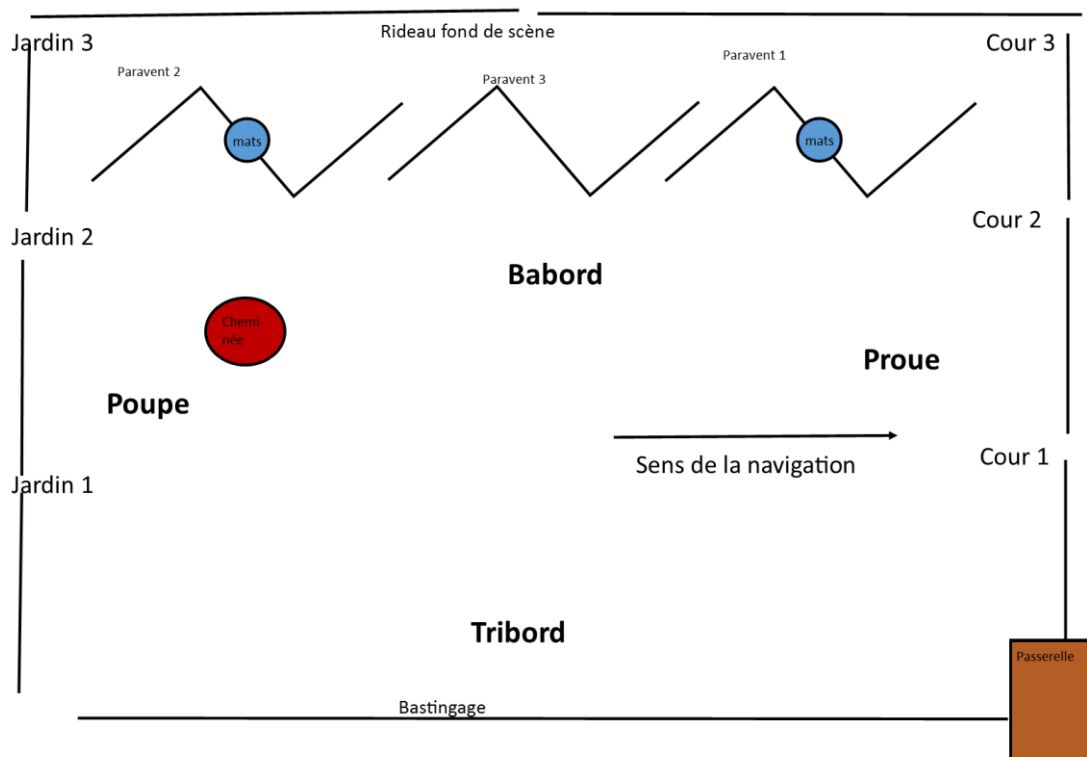 Rideau fond de scène
Jardin 3
Cour 3
Paravent 2
Paravent 3
Paravent 1
mats
mats
Jardin 2
Cour 2
Babord
Chemi-
née
Proue
Poupe
Sens de la navigation
Cour 1
Jardin 1
Tribord
Passerelle
Bastingage